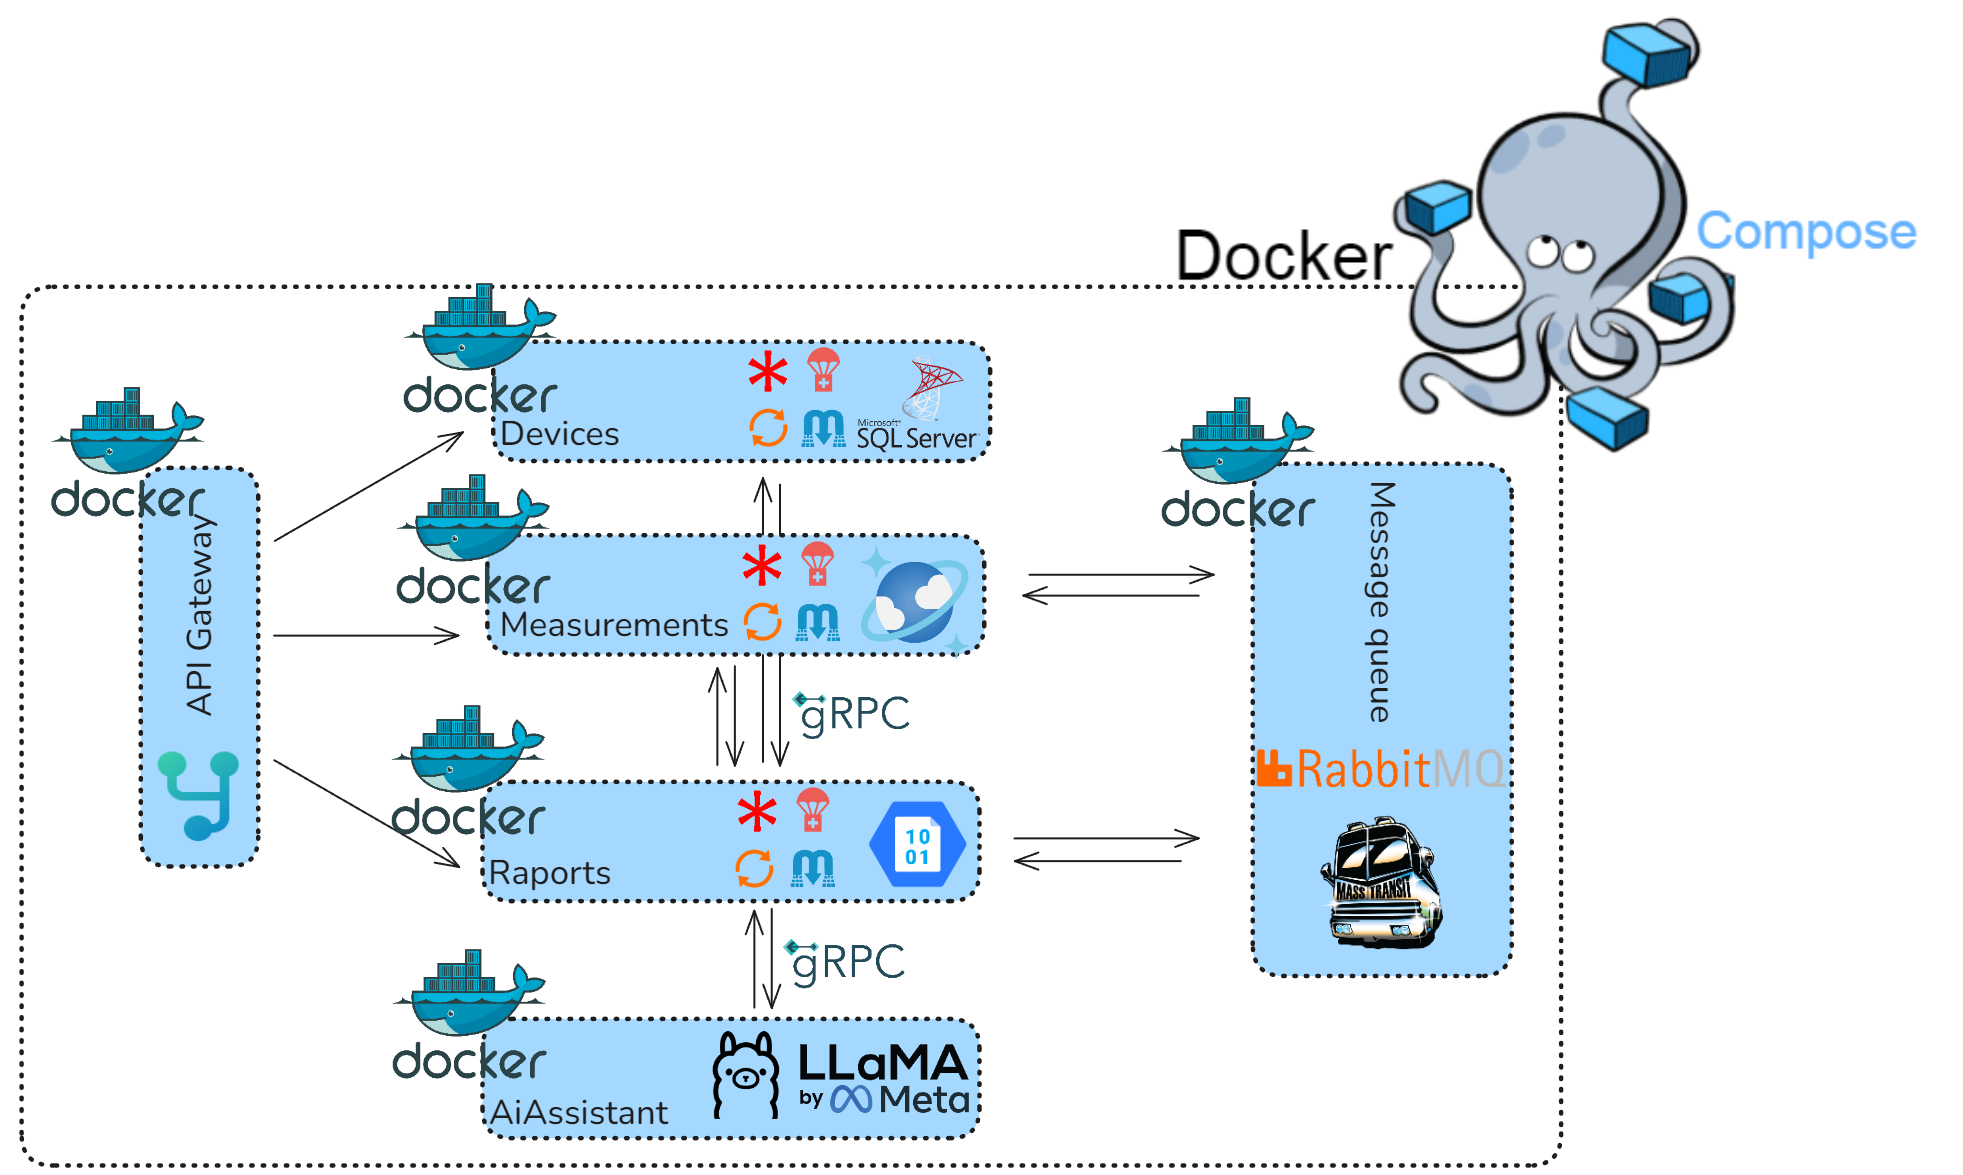 Docker
Compose
docker
Devices
Microsoft®
SQL Server
docker
API Gateway
docker
Measurements
docker
Message queue
RabbitMQ
MASS TRANSIT
gRPC
docker
Raports
10
01
gRPC
docker
AiAssistant
LLaMA
by Meta